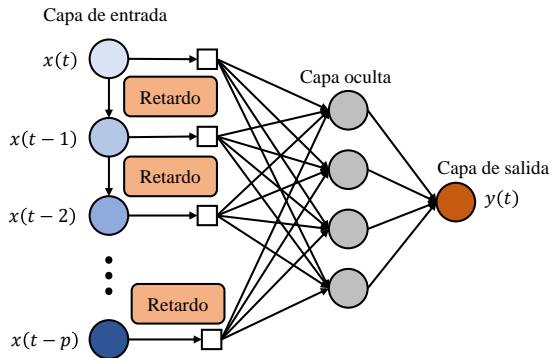 Capa de entrada
x(t)
Retardo
Capa oculta
x(t − 1)
Retardo
Capa de salida
y(t)
x(t − 2)
Retardo
x(t − p)